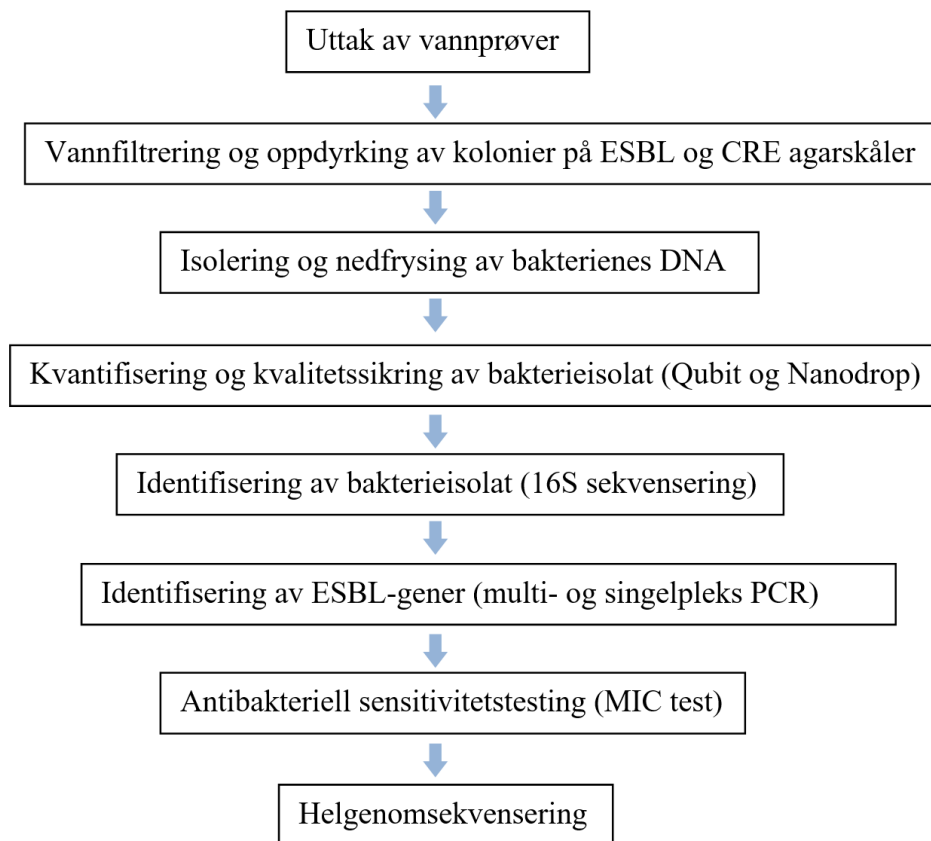 Uttak av vannprøver
Vannfiltrering og oppdyrking av kolonier på ESBL og CRE agarskåler
Isolering og nedfrysing av bakterienes DNA
Kvantifisering og kvalitetssikring av bakterieisolat (Qubit og Nanodrop)
Identifisering av bakterieisolat (16S sekvensering)
Identifisering av ESBL-gener (multi- og singelpleks PCR)
Antibakteriell sensitivitetstesting (MIC test)
Helgenomsekvensering